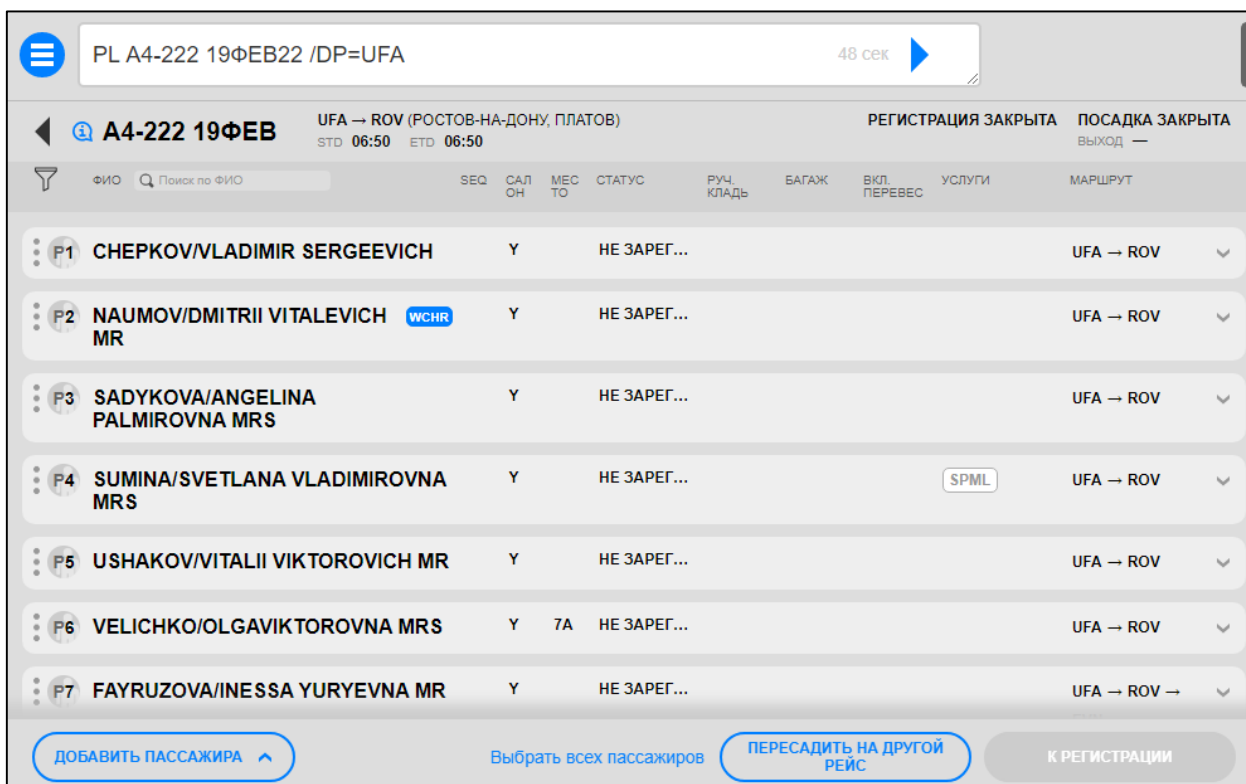 PL A4-222 19ФЕВ22 /DP=UFA
48 сек
A4-222 19ФЕВ
UFA → ROV (РОСТОВ-НА-ДОНУ, ПЛАТОВ)
STD 06:50 ETD 06:50
РЕГИСТРАЦИЯ ЗАКРЫТА
ПОСАДКА ЗАКРЫТА
ВЫХОД —
ФИО Поиск по ФИО SEQ САЛОН МЕСТО СТАТУС РУЧ. КЛАДЬ БАГАЖ ВКЛ. ПЕРЕВЕС УСЛУГИ МАРШРУТ
P1 CHEPKOV/VLADIMIR SERGEEVICH Y НЕ ЗАРЕГ... UFA → ROV
P2 NAUMOV/DMITRII VITALEVICH WCHR Y НЕ ЗАРЕГ... UFA → ROV
MR
P3 SADYKOVA/ANGELINA Y НЕ ЗАРЕГ... UFA → ROV
PALMIROVNA MRS
P4 SUMINA/SVETLANA VLADIMIROVNA Y НЕ ЗАРЕГ... SPML UFA → ROV
MRS
P5 USHAKOV/VITALII VIKTOROVICH MR Y НЕ ЗАРЕГ... UFA → ROV
P6 VELICHKO/OLGAVIKTOROVNA MRS Y 7A НЕ ЗАРЕГ... UFA → ROV
P7 FAYRUZOVA/INESSA YURYEVNA MR Y НЕ ЗАРЕГ... UFA → ROV →
ДОБАВИТЬ ПАССАЖИРА
Выбрать всех пассажиров
ПЕРЕСАДИТЬ НА ДРУГОЙ
РЕЙС
К РЕГИСТРАЦИИ